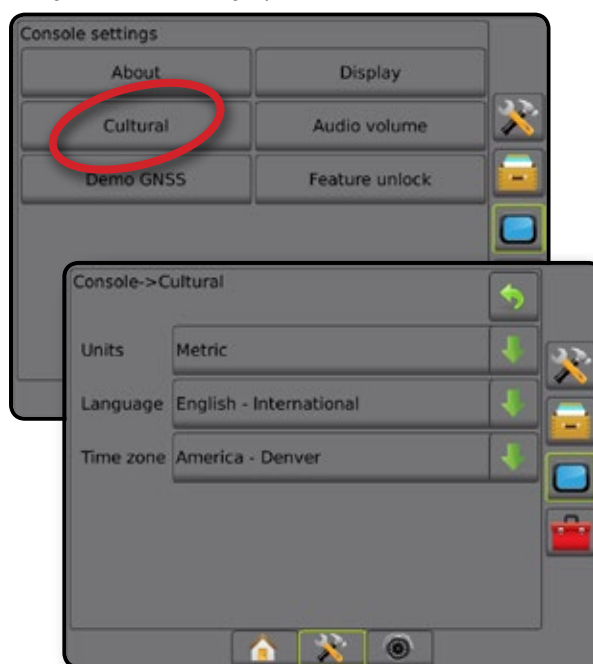 Console settings
About
Display
Cultural
Audio volume
Demo GNSS
Feature unlock
Console->Cultural
Units Metric
Language English - International
Time zone America - Denver